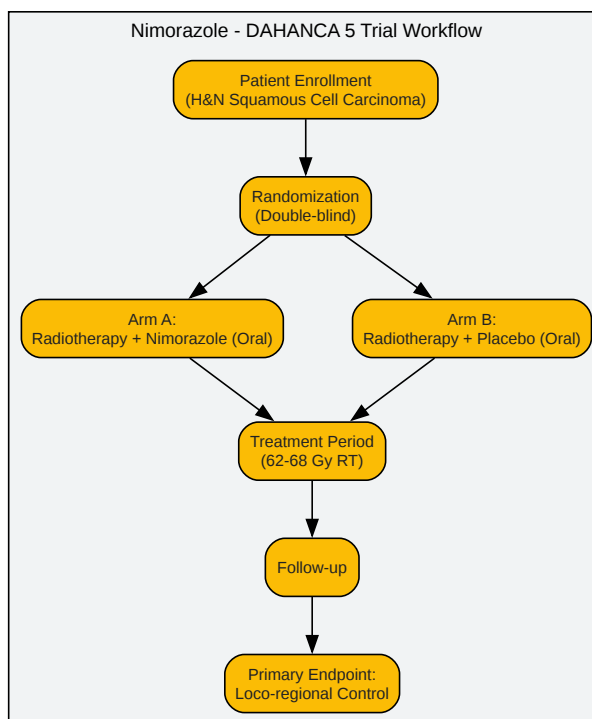 Nimorazole - DAHANCA 5 Trial Workflow
Patient Enrollment
(H&N Squamous Cell Carcinoma)
Randomization
(Double-blind)
Arm A:
Radiotherapy + Nimorazole (Oral)
Arm B:
Radiotherapy + Placebo (Oral)
Treatment Period
(62-68 Gy RT)
Follow-up
Primary Endpoint:
Loco-regional Control